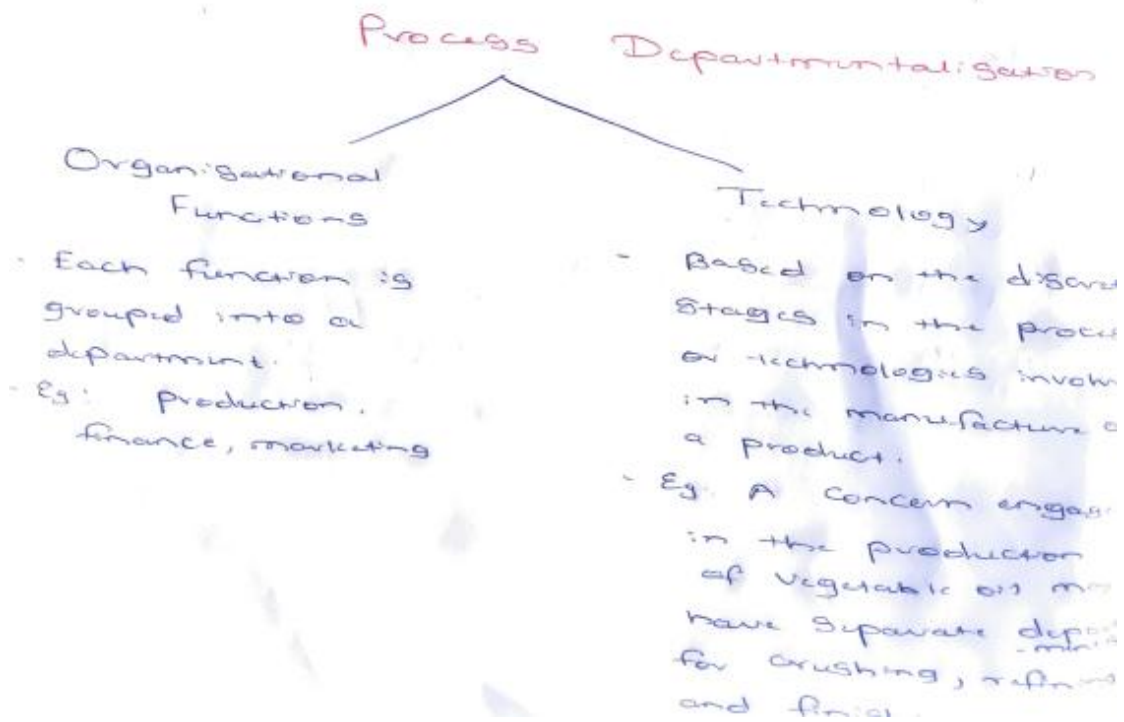 Process Departmentalisation
Organisational
Functions
- Each function is
grouped into a
department.
- Eg: production,
finance, marketing
Technology
- Based on the
stages in the
or technologies
in the manufacture
a product.
- Eg. A concern
in the production
of vegetable oil
have separate
for crushing,
and